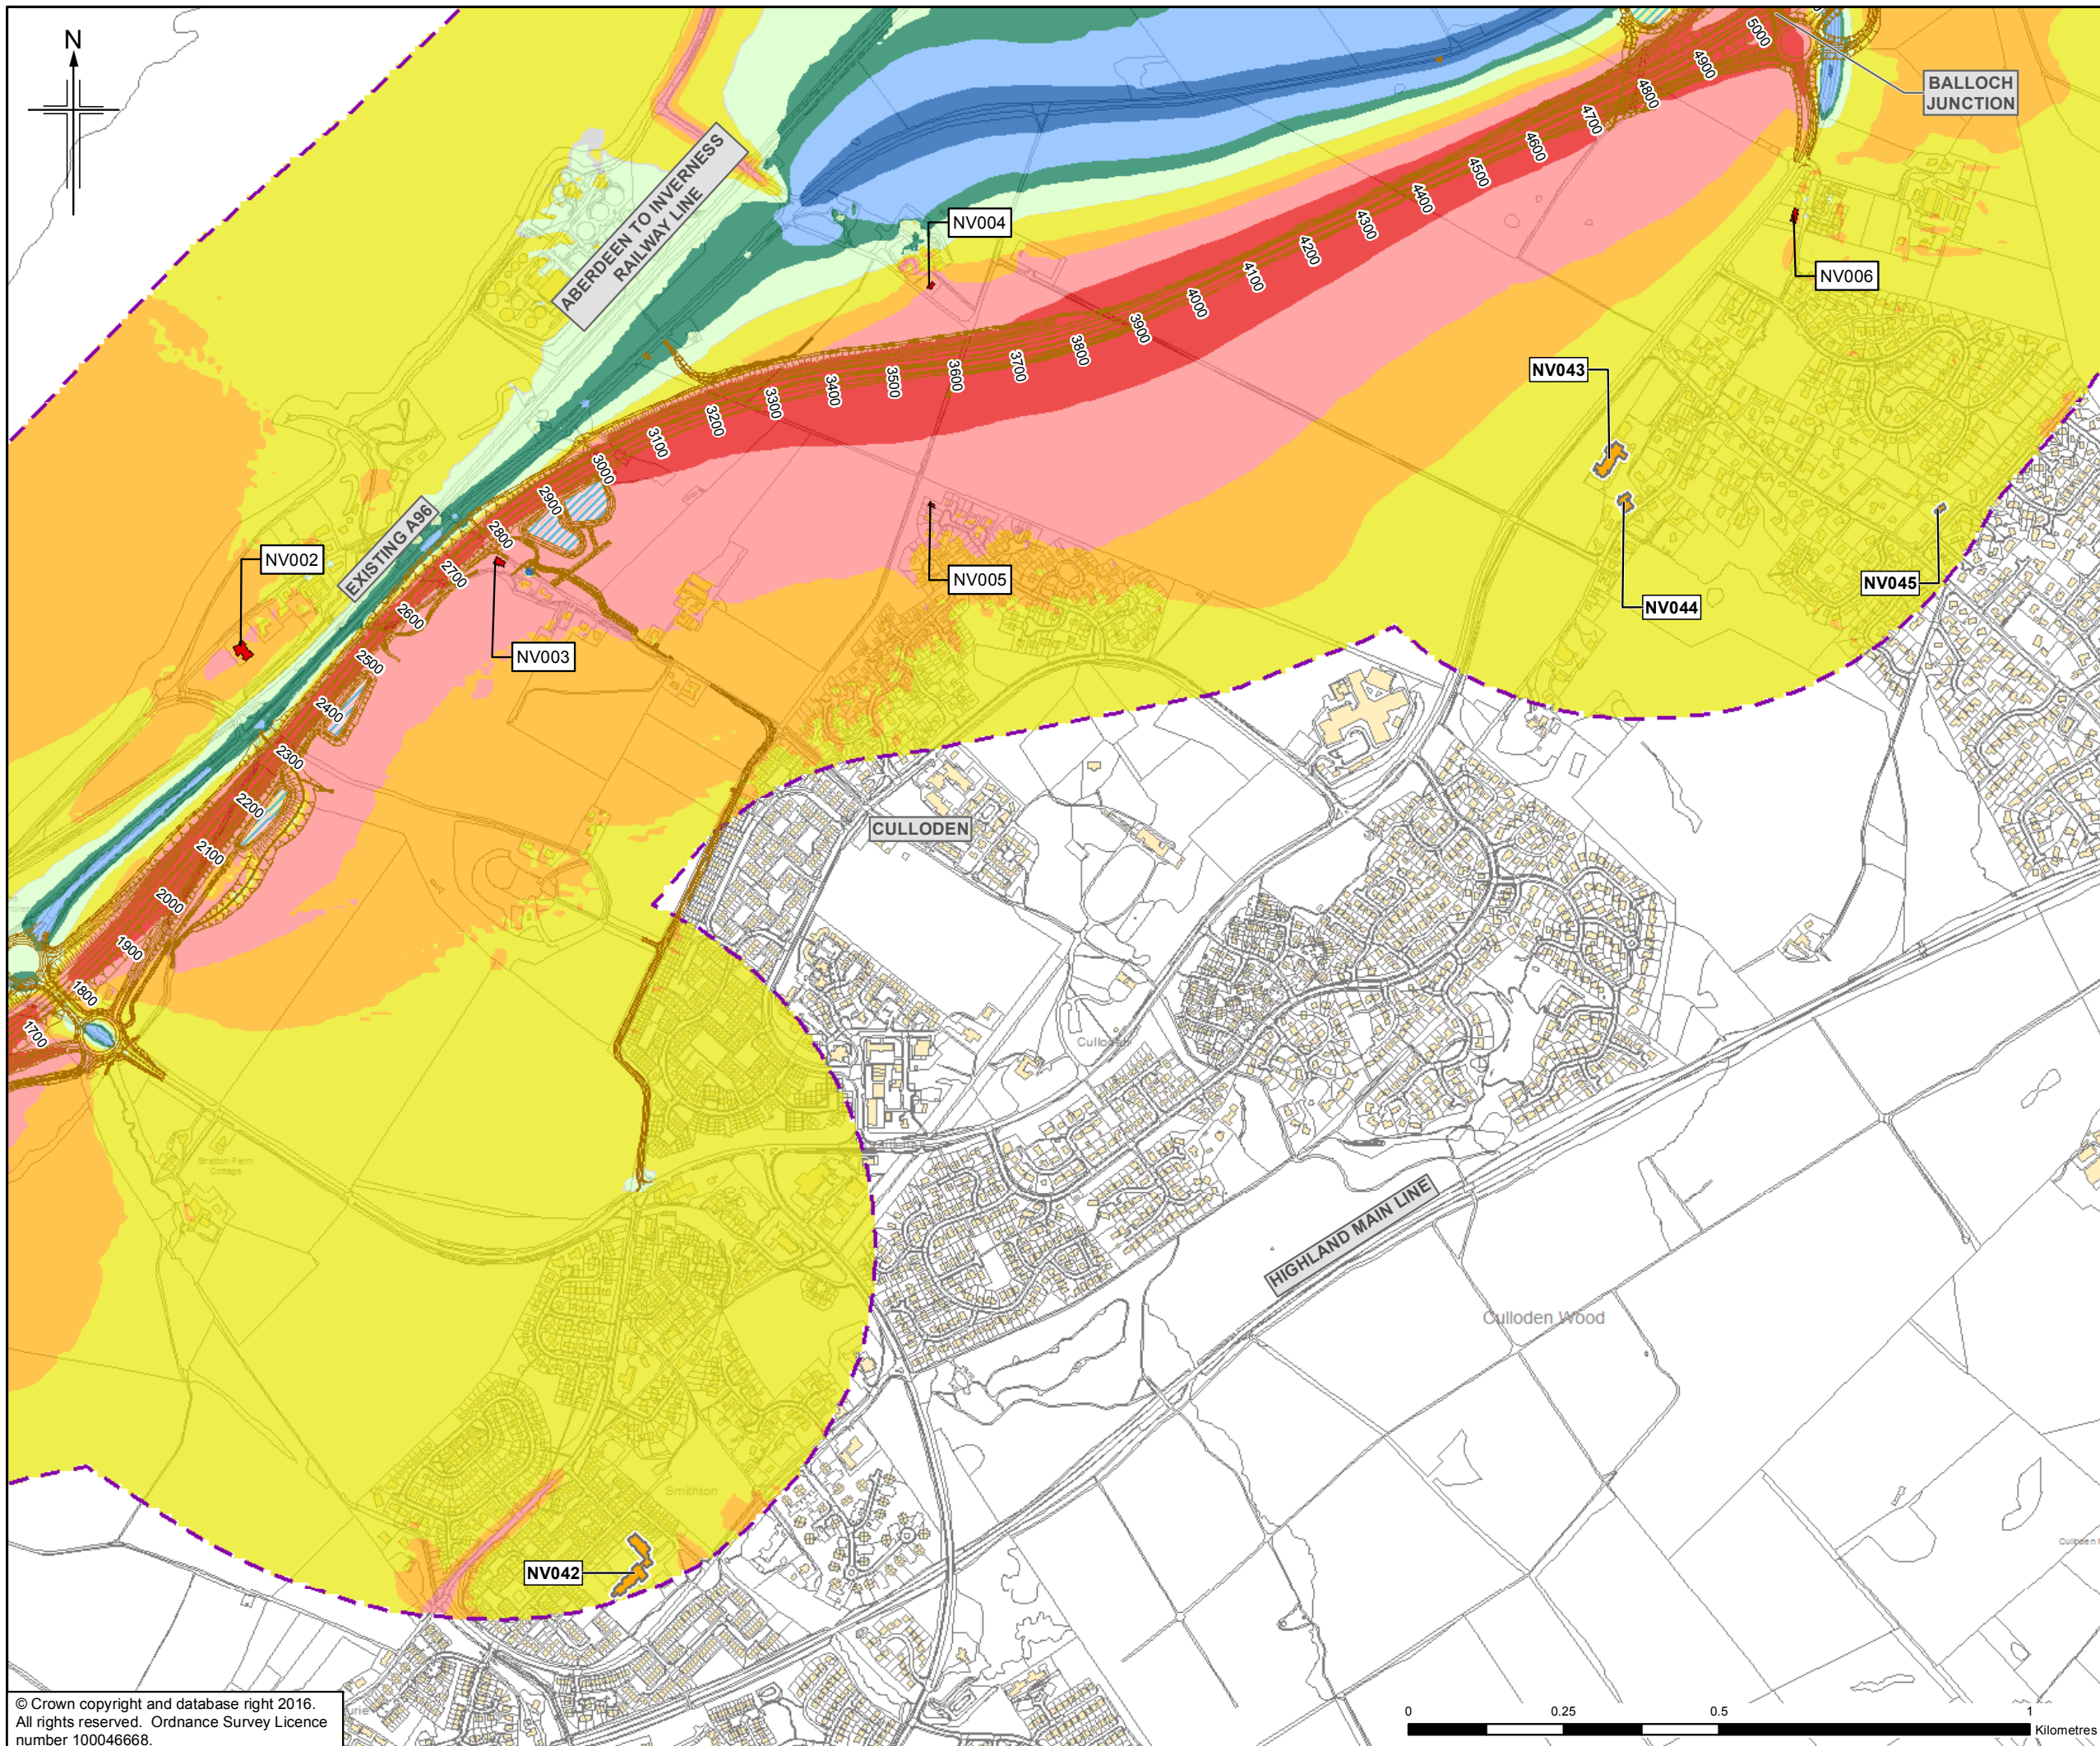 N
5000
4900
4800
4700
4600
4500
4400
4300
4200
4100
4000
3900
3800
3700
3600
3500
3400
3300
3200
3100
3000
2900
2800
2700
2600
2500
2400
2300
2200
2100
2000
1900
1800
1700
BALLOCH
JUNCTION
ABERDEEN TO INVERNESS
RAILWAY LINE
NV004
NV006
NV043
EXISTING A96
NV002
NV005
NV045
NV044
NV003
CULLODEN
Culloden
Stratton Farm
Cottage
HIGHLAND MAIN LINE
Culloden Wood
Smithton
NV042
© Crown copyright and database right 2016.
All rights reserved. Ordnance Survey Licence
number 100046668.
0 0.25 0.5 1
Kilometres